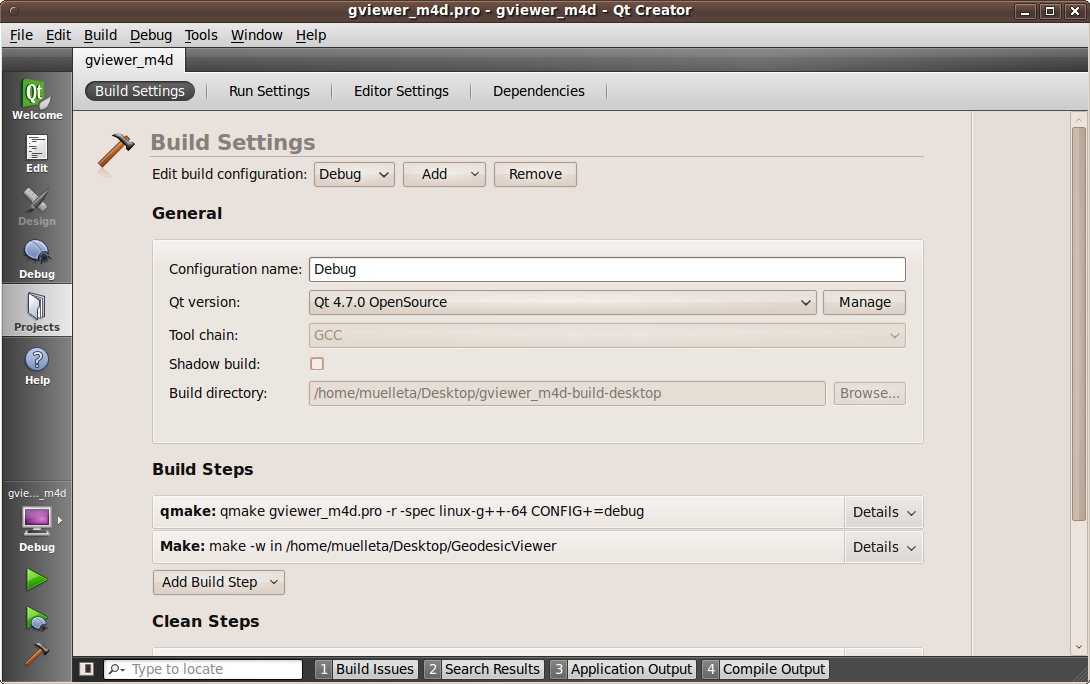 gviewer_m4d.pro - gviewer_m4d - Qt Creator
File Edit Build Debug Tools Window Help
gviewer_m4d
Build Settings Run Settings Editor Settings Dependencies
Qt
Welcome
Edit
Design
Debug
Projects
Help
gvie..._m4d
Debug
Build Settings
Edit build configuration: Debug Add Remove
General
Configuration name: Debug
Qt version: Qt 4.7.0 OpenSource Manage
Tool chain: GCC
Shadow build:
Build directory: /home/muelleta/Desktop/gviewer_m4d-build-desktop Browse...
Build Steps
qmake: qmake gviewer_m4d.pro -r -spec linux-g++-64 CONFIG+=debug Details
Make: make -w in /home/muelleta/Desktop/GeodesicViewer Details
Add Build Step
Clean Steps
Type to locate 1 Build Issues 2 Search Results 3 Application Output 4 Compile Output